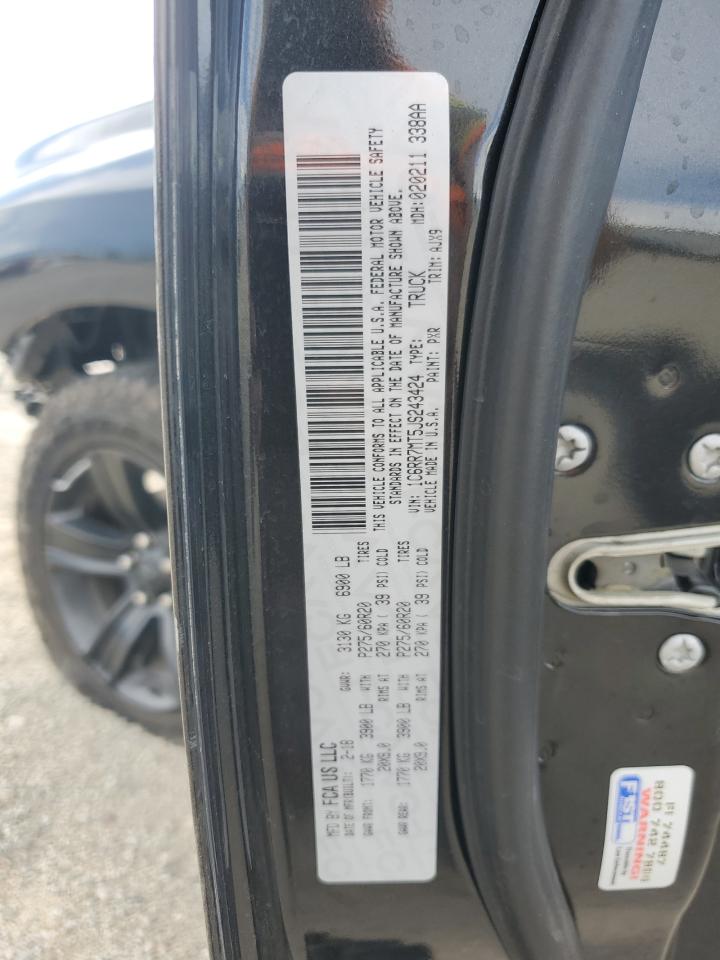 MFD BY FCA US LLC
DATE OF MFR(BUILT): 2-18 GVWR: 3130 KG 6900 LB
GAWR FRONT: 1770 KG 3900 LB WITH P275/60R20 TIRES
20X9.0 RIMS AT 270 KPA ( 39 PSI) COLD
GAWR REAR: 1770 KG 3900 LB WITH P275/60R20 TIRES
20X9.0 RIMS AT 270 KPA ( 39 PSI) COLD
THIS VEHICLE CONFORMS TO ALL APPLICABLE U.S.A. FEDERAL MOTOR VEHICLE SAFETY
STANDARDS IN EFFECT ON THE DATE OF MANUFACTURE SHOWN ABOVE.
VIN: 1C6RR7MT5JS243424 TYPE: TRUCK MDH:020211 338AA
VEHICLE MADE IN U.S.A. PAINT: PXR TRIM: AJX9
WARNING!
800 742